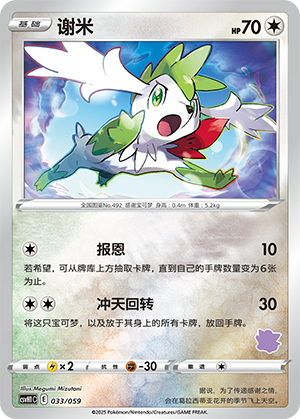 基础 谢米 HP70
全国图鉴No.492 感谢宝可梦 身高：0.4m 体重：5.2kg
报恩 10
若希望，可从牌库上方抽取卡牌，直到自己的手牌数量变为6张
为止。
冲天回转 30
将这只宝可梦，以及放于其身上的所有卡牌，放回手牌。
弱点 ×2 抵抗力 -30 撤退
Illus.Megumi Mizutani
E 033/059
据说，为了传递感谢之情，
会在葛拉西蒂亚花开的季节飞上天空。
©2025 Pokémon/Nintendo/Creatures/GAME FREAK.